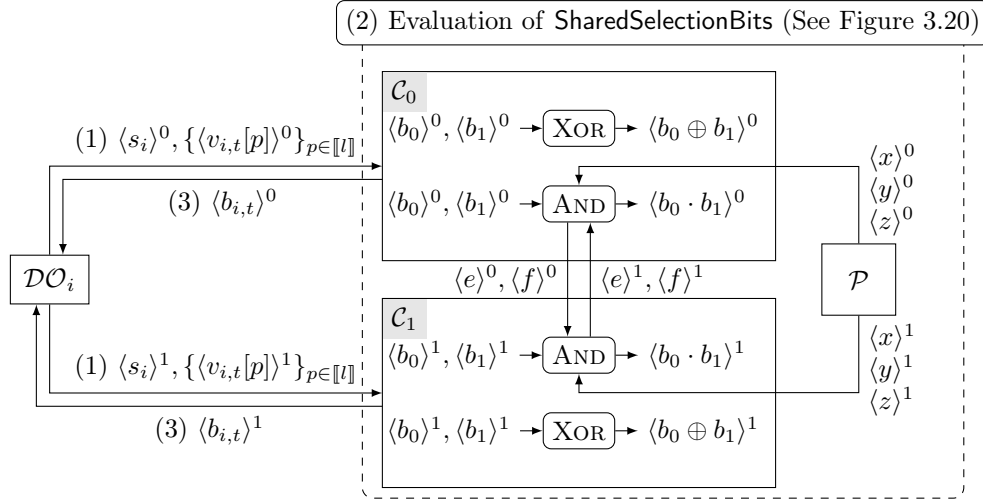 (2) Evaluation of SharedSelectionBits (See Figure 3.20)
𝒞₀
⟨b₀⟩⁰, ⟨b₁⟩⁰ XOR ⟨b₀ ⊕ b₁⟩⁰
(1) ⟨sᵢ⟩⁰, {⟨vᵢ,ₜ[p]⟩⁰}ₚ∈⟦ₗ⟧
⟨x⟩⁰
⟨y⟩⁰
⟨z⟩⁰
(3) ⟨bᵢ,ₜ⟩⁰
⟨b₀⟩⁰, ⟨b₁⟩⁰ AND ⟨b₀ · b₁⟩⁰
𝒟𝒪ᵢ
⟨e⟩⁰, ⟨f⟩⁰ ⟨e⟩¹, ⟨f⟩¹
𝒫
𝒞₁
⟨b₀⟩¹, ⟨b₁⟩¹ AND ⟨b₀ · b₁⟩¹
(1) ⟨sᵢ⟩¹, {⟨vᵢ,ₜ[p]⟩¹}ₚ∈⟦ₗ⟧
⟨x⟩¹
⟨y⟩¹
⟨z⟩¹
(3) ⟨bᵢ,ₜ⟩¹
⟨b₀⟩¹, ⟨b₁⟩¹ XOR ⟨b₀ ⊕ b₁⟩¹